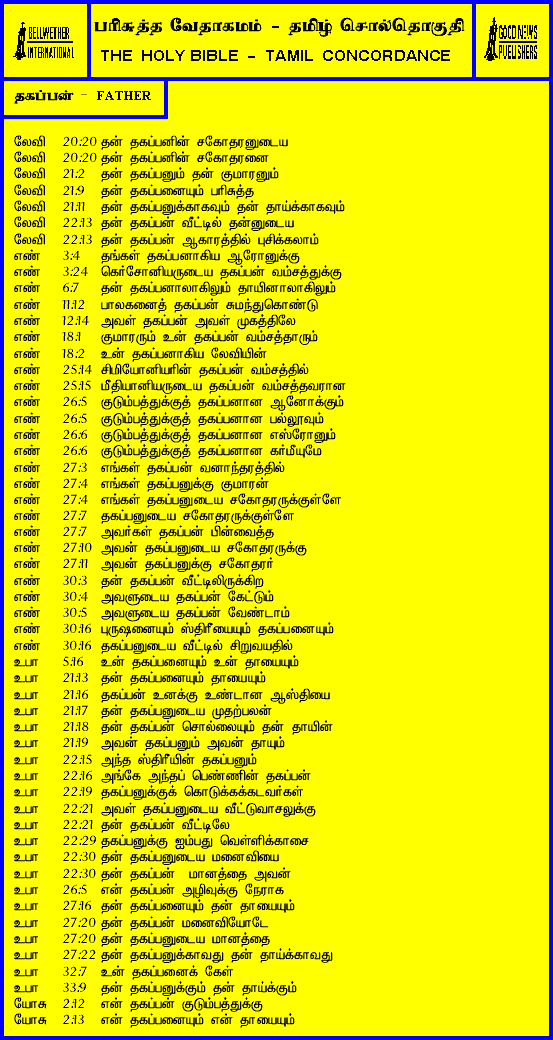 BELLWETHER INTERNATIONAL
பரிசுத்த வேதாகமம் - தமிழ் சொல்தொகுதி
THE HOLY BIBLE - TAMIL CONCORDANCE
GOOD NEWS PUBLISHERS
தகப்பன் - FATHER
லேவி 20:20 தன் தகப்பனின் சகோதரனுடைய
லேவி 20:20 தன் தகப்பனின் சகோதரனை
லேவி 21:2 தன் தகப்பனும் தன் குமாரனும்
லேவி 21:9 தன் தகப்பனையும் பரிசுத்த
லேவி 21:11 தன் தகப்பனுக்காகவும் தன் தாய்க்காகவும்
லேவி 22:13 தன் தகப்பன் வீட்டில் தன்னுடைய
லேவி 22:13 தன் தகப்பன் ஆகாரத்தில் புசிக்கலாம்
எண் 3:4 தங்கள் தகப்பனாகிய ஆரோனுக்கு
எண் 3:24 கெர்சோனியருடைய தகப்பன் வம்சத்துக்கு
எண் 6:7 தன் தகப்பனாலாகிலும் தாயினாலாகிலும்
எண் 11:12 பாலகனைத் தகப்பன் சுமந்துகொண்டு
எண் 12:14 அவள் தகப்பன் அவள் முகத்திலே
எண் 18:1 குமாரரும் உன் தகப்பன் வம்சத்தாரும்
எண் 18:2 உன் தகப்பனாகிய லேவியின்
எண் 25:14 சிமியோனியரின் தகப்பன் வம்சத்தில்
எண் 25:15 மீதியானியருடைய தகப்பன் வம்சத்தவரான
எண் 26:5 குடும்பத்துக்குத் தகப்பனான ஆனோக்கும்
எண் 26:5 குடும்பத்துக்குத் தகப்பனான பல்லூவும்
எண் 26:6 குடும்பத்துக்குத் தகப்பனான எஸ்ரோனும்
எண் 26:6 குடும்பத்துக்குத் தகப்பனான கர்மீயுமே
எண் 27:3 எங்கள் தகப்பன் வனாந்தரத்தில்
எண் 27:4 எங்கள் தகப்பனுக்கு குமாரன்
எண் 27:4 எங்கள் தகப்பனுடைய சகோதரருக்குள்ளே
எண் 27:7 தகப்பனுடைய சகோதரருக்குள்ளே
எண் 27:7 அவர்கள் தகப்பன் பின்வைத்த
எண் 27:10 அவன் தகப்பனுடைய சகோதரருக்கு
எண் 27:11 அவன் தகப்பனுக்கு சகோதரர்
எண் 30:3 தன் தகப்பன் வீட்டிலிருக்கிற
எண் 30:4 அவளுடைய தகப்பன் கேட்டும்
எண் 30:5 அவளுடைய தகப்பன் வேண்டாம்
எண் 30:16 புருஷனையும் ஸ்திரீயையும் தகப்பனையும்
எண் 30:16 தகப்பனுடைய வீட்டில் சிறுவயதில்
உபா 5:16 உன் தகப்பனையும் உன் தாயையும்
உபா 21:13 தன் தகப்பனையும் தாயையும்
உபா 21:16 தகப்பன் உனக்கு உண்டான ஆஸ்தியை
உபா 21:17 தன் தகப்பனுடைய முதற்பலன்
உபா 21:18 தன் தகப்பன் சொல்லையும் தன் தாயின்
உபா 21:19 அவன் தகப்பனும் அவன் தாயும்
உபா 22:15 அந்த ஸ்திரீயின் தகப்பனும்
உபா 22:16 அங்கே அந்தப் பெண்ணின் தகப்பன்
உபா 22:19 தகப்பனுக்குக் கொடுக்கக்கடவர்கள்
உபா 22:21 அவள் தகப்பனுடைய வீட்டுவாசலுக்கு
உபா 22:21 தன் தகப்பன் வீட்டிலே
உபா 22:29 தகப்பனுக்கு ஐம்பது வெள்ளிக்காசை
உபா 22:30 தன் தகப்பனுடைய மனைவியை
உபா 22:30 தன் தகப்பன் மானத்தை அவன்
உபா 26:5 என் தகப்பன் அழிவுக்கு நேராக
உபா 27:16 தன் தகப்பனையும் தன் தாயையும்
உபா 27:20 தன் தகப்பன் மனைவியோடே
உபா 27:20 தன் தகப்பனுடைய மானத்தை
உபா 27:22 தன் தகப்பனுக்காவது தன் தாய்க்காவது
உபா 32:7 உன் தகப்பனைக் கேள்
உபா 33:9 தன் தகப்பனுக்கும் தன் தாய்க்கும்
யோசு 2:12 என் தகப்பன் குடும்பத்துக்கு
யோசு 2:13 என் தகப்பனையும் என் தாயையும்